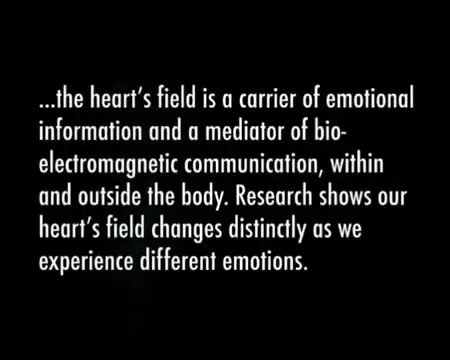 ...the heart's field is a carrier of emotional
information and a mediator of bio-
electromagnetic communication, within
and outside the body. Research shows our
heart's field changes distinctly as we
experience different emotions.